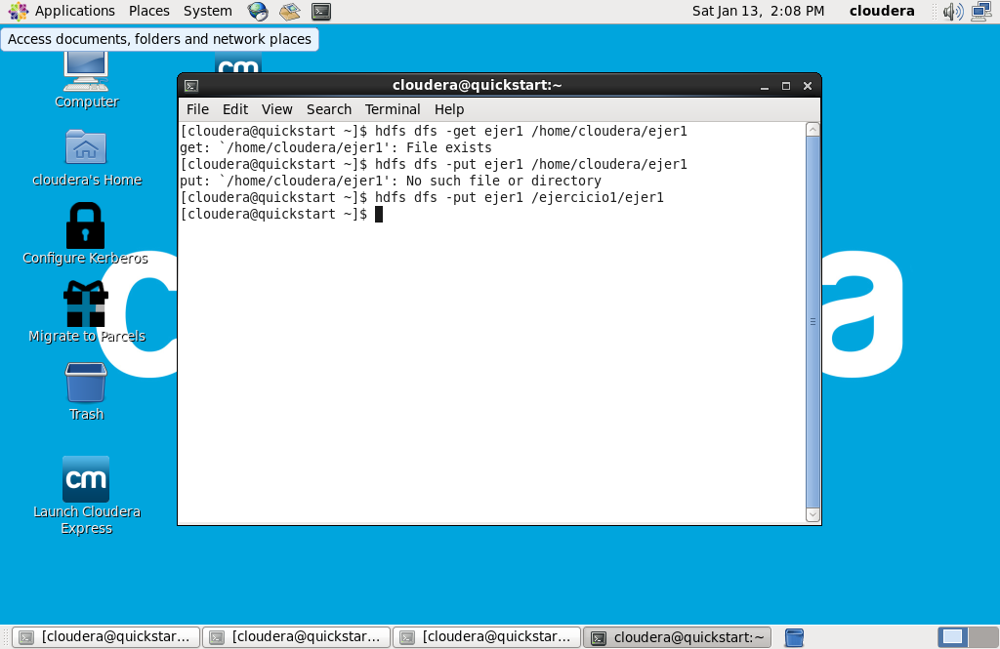 Applications Places System Sat Jan 13, 2:08 PM cloudera
Access documents, folders and network places
cm
Computer
cloudera's Home
Configure Kerberos
Migrate to Parcels
Trash
cm
Launch Cloudera
Express
cloudera@quickstart:~
File Edit View Search Terminal Help
[cloudera@quickstart ~]$ hdfs dfs -get ejer1 /home/cloudera/ejer1
get: `/home/cloudera/ejer1': File exists
[cloudera@quickstart ~]$ hdfs dfs -put ejer1 /home/cloudera/ejer1
put: `/home/cloudera/ejer1': No such file or directory
[cloudera@quickstart ~]$ hdfs dfs -put ejer1 /ejercicio1/ejer1
[cloudera@quickstart ~]$
c a
[cloudera@quickstar... [cloudera@quickstar... [cloudera@quickstar... cloudera@quickstart:~